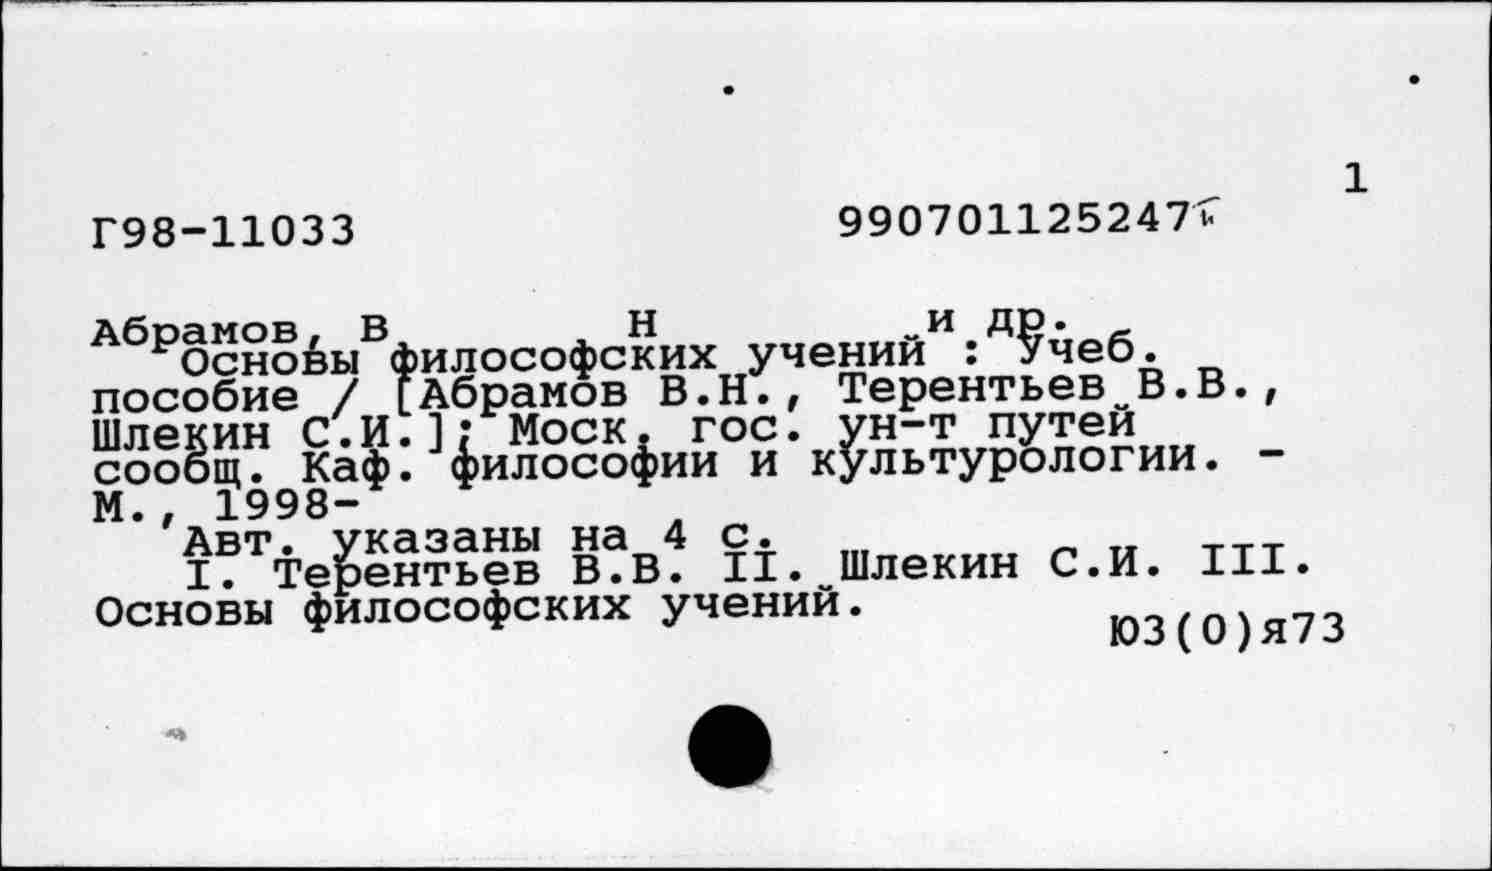 1
Г98-11033 990701125247
Абрамов, В Н и др.
Основы философских учений : Учеб.
пособие / [Абрамов В.Н., Терентьев В.В.,
Шлекин С.И.]; Моск. гос. ун-т путей
сообщ. Каф. философии и культурологии. -
М., 1998-
Авт. указаны на 4 с.
I. Терентьев В.В. II. Шлекин С.И. III.
Основы философских учений.
Ю3(0)я73